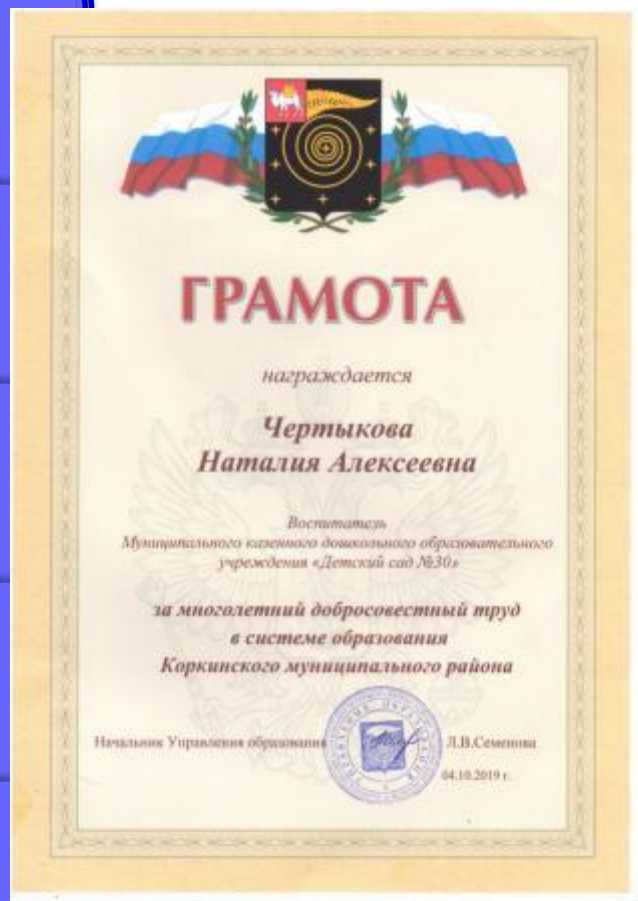 ГРАМОТА
награждается
Чертыкова
Наталия Алексеевна
Воспитатель
Муниципального казенного дошкольного образовательного
учреждения «Детский сад №30»
за многолетний добросовестный труд
в системе образования
Коркинского муниципального района
Начальник Управления образования Л.В.Семенова
04.10.2019 г.